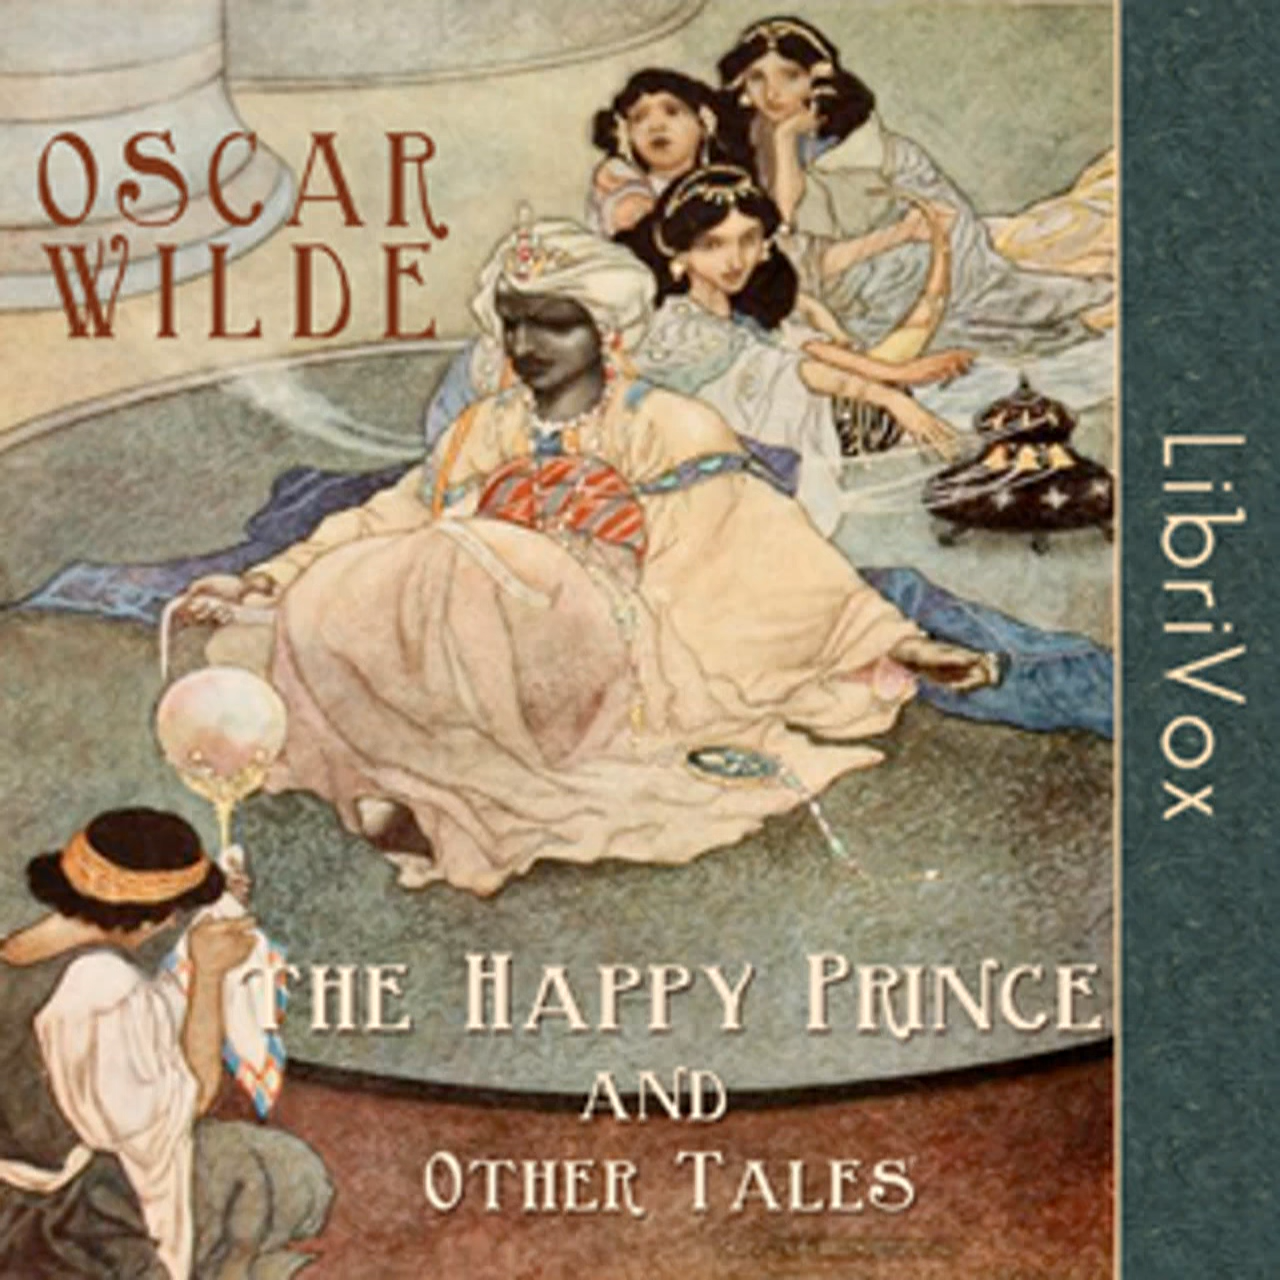 OSCAR
WILDE
THE HAPPY PRINCE
AND
OTHER TALES
LibriVox